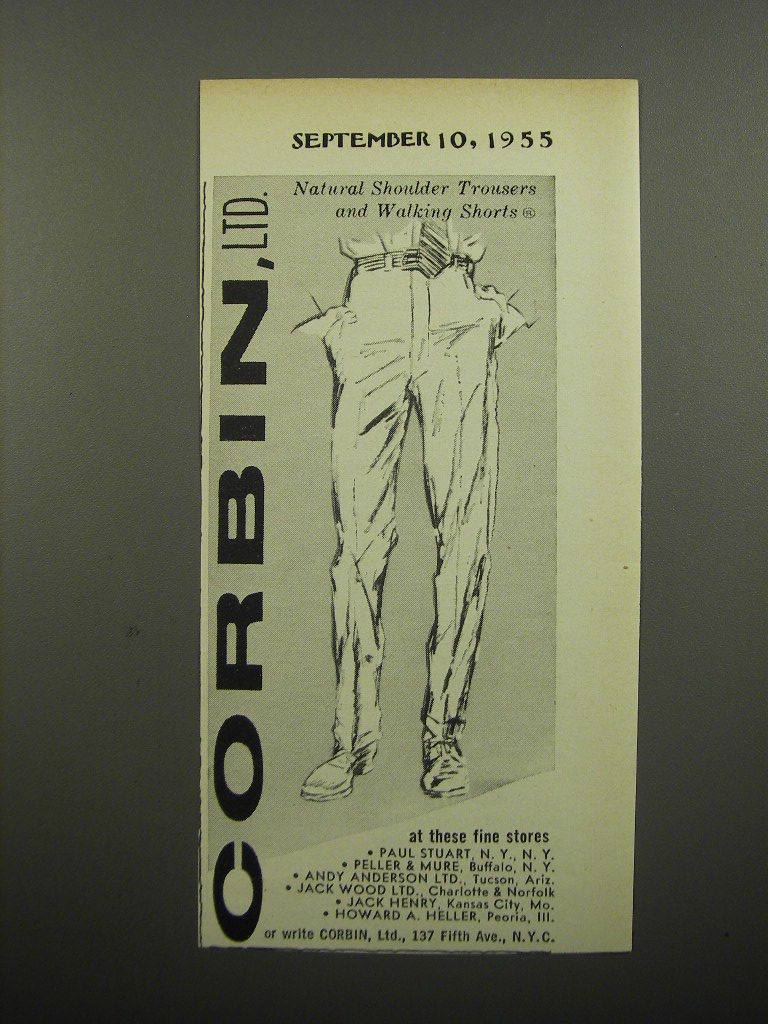 SEPTEMBER 10, 1955
CORBIN, LTD.
Natural Shoulder Trousers
and Walking Shorts ®
at these fine stores
• PAUL STUART, N. Y., N. Y.
• PELLER & MURE, Buffalo, N. Y.
• ANDY ANDERSON LTD., Tucson, Ariz.
• JACK WOOD LTD., Charlotte & Norfolk
• JACK HENRY, Kansas City, Mo.
• HOWARD A. HELLER, Peoria, Ill.
or write CORBIN, Ltd., 137 Fifth Ave., N.Y.C.